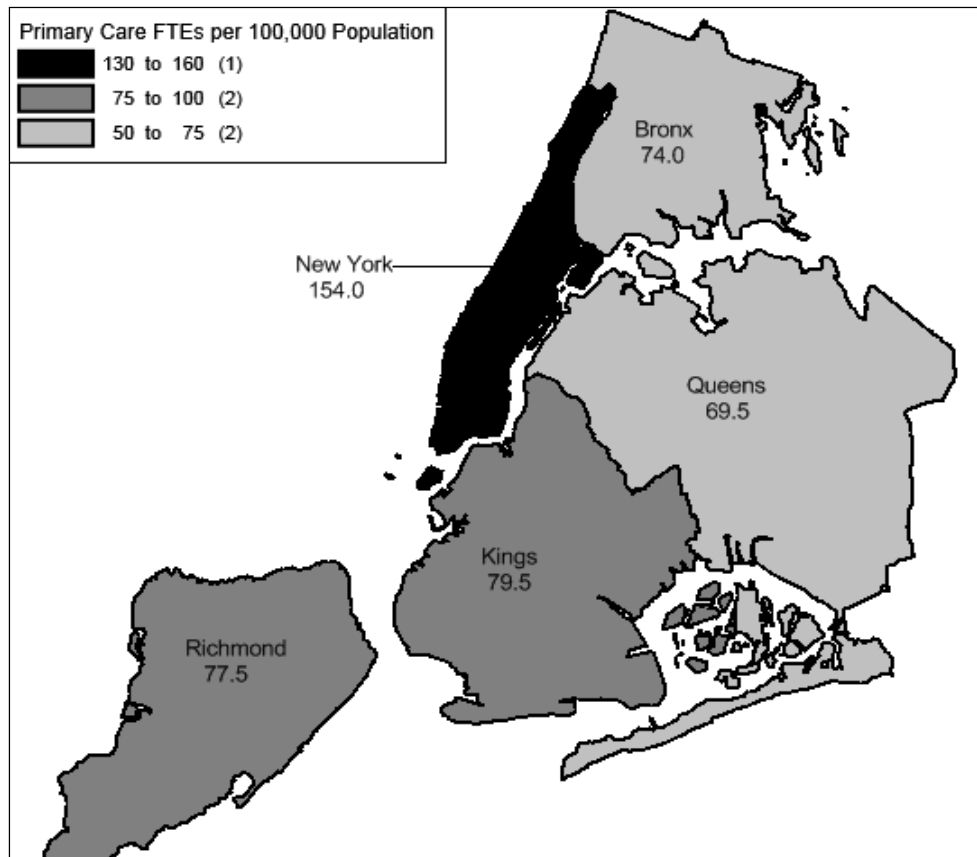 Primary Care FTEs per 100,000 Population
130 to 160 (1)
75 to 100 (2)
50 to 75 (2)
Bronx
74.0
New York
154.0
Queens
69.5
Kings
79.5
Richmond
77.5